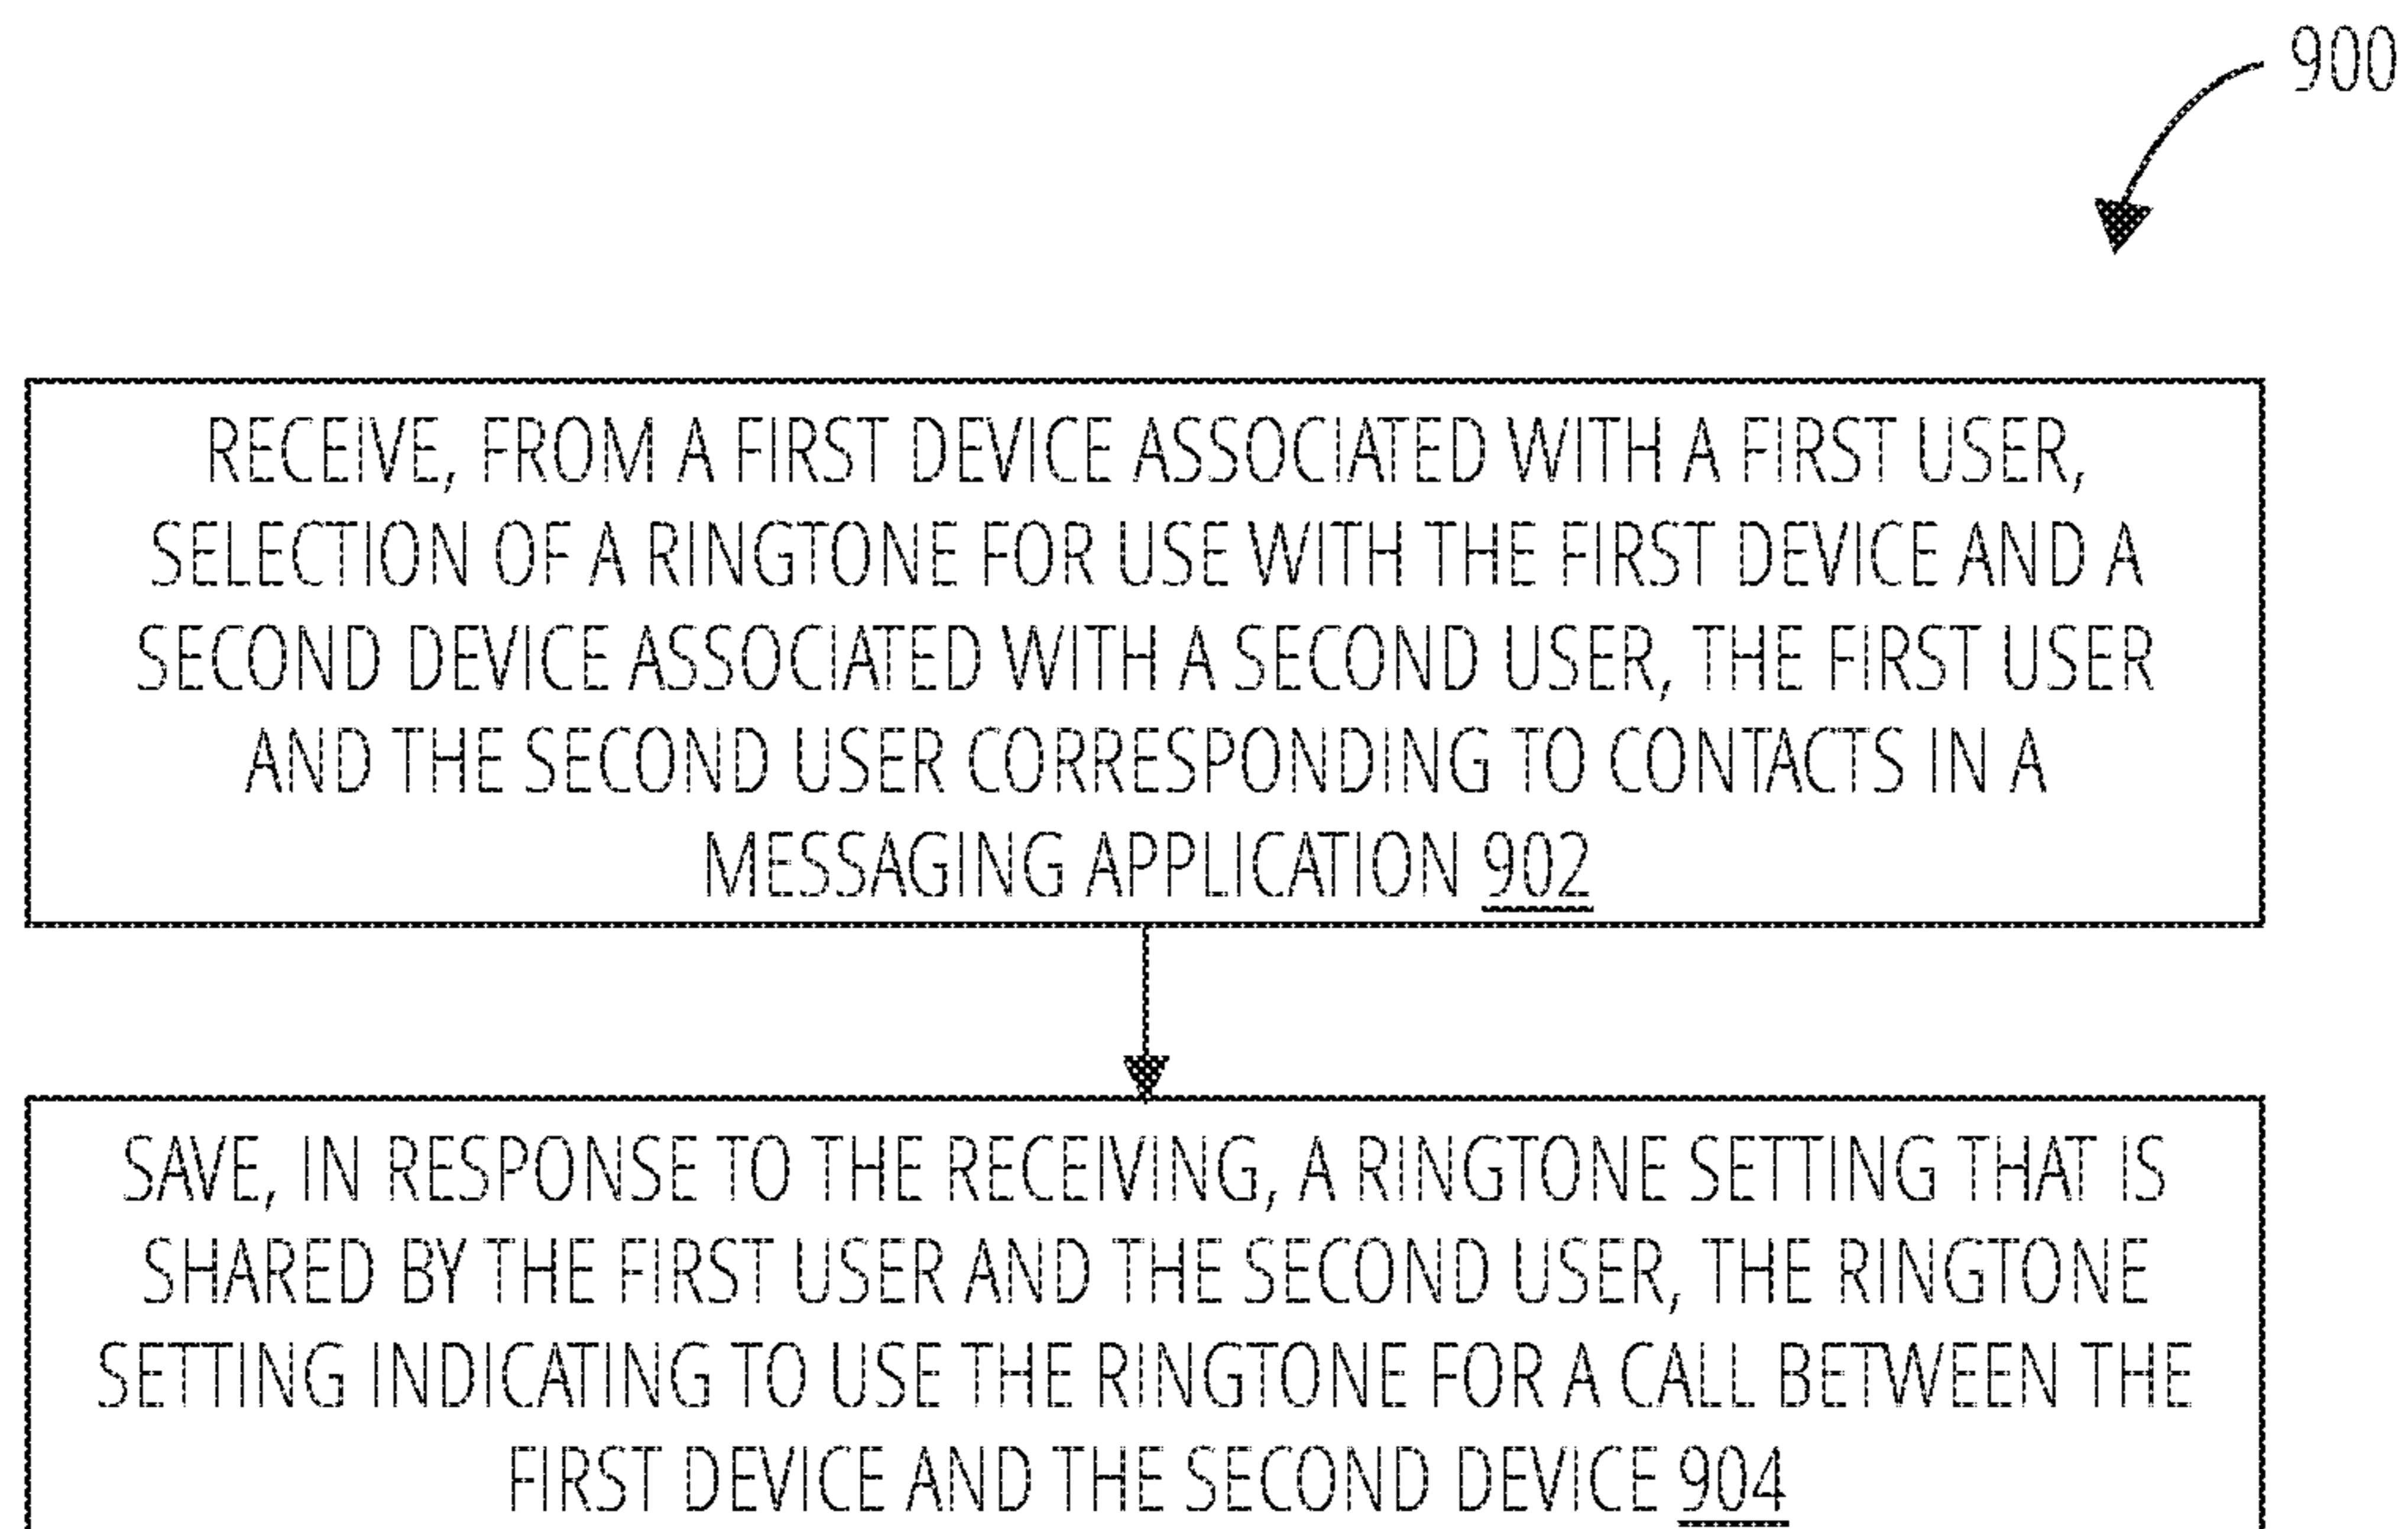 900
RECEIVE, FROM A FIRST DEVICE ASSOCIATED WITH A FIRST USER,
SELECTION OF A RINGTONE FOR USE WITH THE FIRST DEVICE AND A
SECOND DEVICE ASSOCIATED WITH A SECOND USER, THE FIRST USER
AND THE SECOND USER CORRESPONDING TO CONTACTS IN A
MESSAGING APPLICATION 902
SAVE, IN RESPONSE TO THE RECEIVING, A RINGTONE SETTING THAT IS
SHARED BY THE FIRST USER AND THE SECOND USER, THE RINGTONE
SETTING INDICATING TO USE THE RINGTONE FOR A CALL BETWEEN THE
FIRST DEVICE AND THE SECOND DEVICE 904